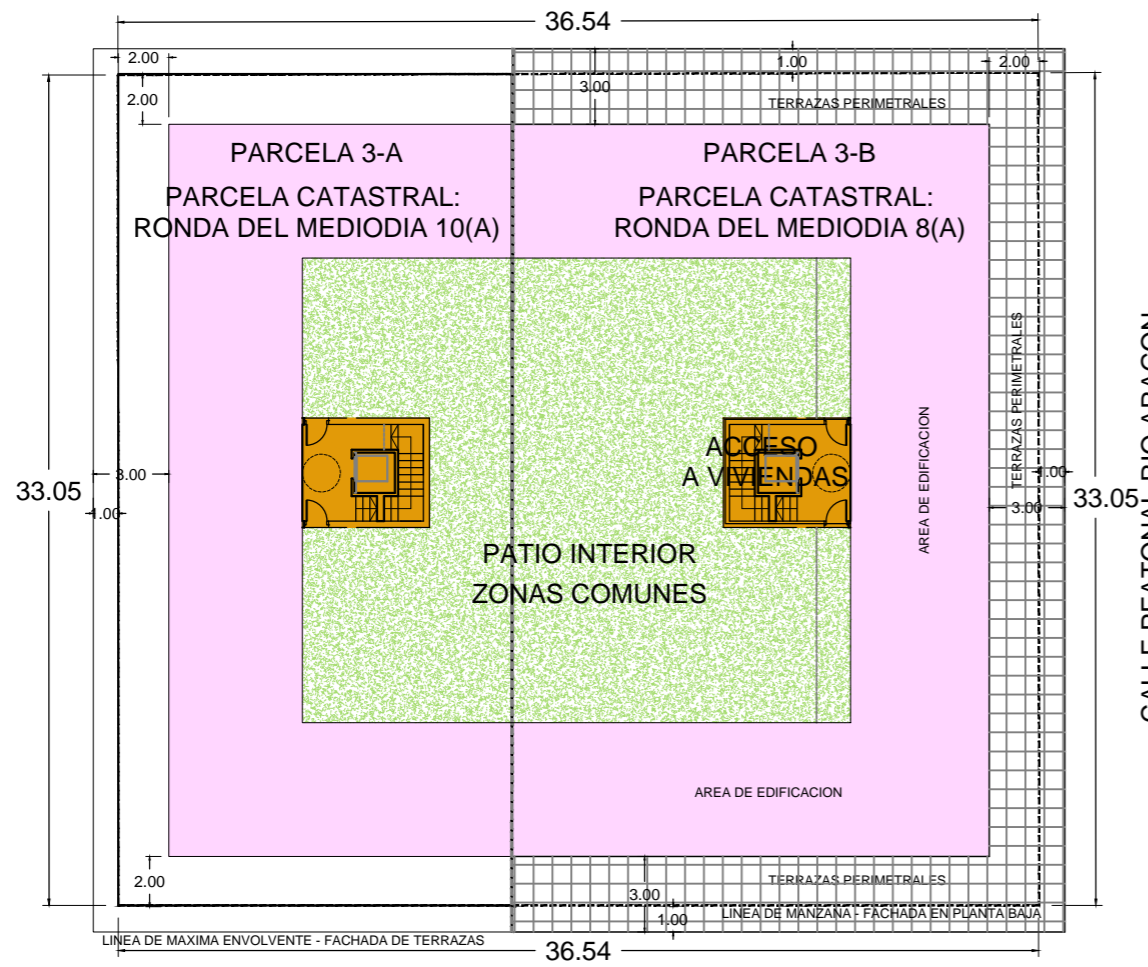 36.54
2.00
1.00
2.00
2.00
3.00
TERRAZAS PERIMETRALES
PARCELA 3-A
PARCELA CATASTRAL:
RONDA DEL MEDIODIA 10(A)
PARCELA 3-B
PARCELA CATASTRAL:
RONDA DEL MEDIODIA 8(A)
TERRAZAS PERIMETRALES
AREA DE EDIFICACION
ACCESO
A VIVIENDAS
3.00
33.05
1.00
1.00
3.00
33.05
CALLE PEATONAL RIO ARAGON
PATIO INTERIOR
ZONAS COMUNES
AREA DE EDIFICACION
2.00
3.00
TERRAZAS PERIMETRALES
1.00
LINEA DE MANZANA - FACHADA EN PLANTA BAJA
LINEA DE MAXIMA ENVOLVENTE - FACHADA DE TERRAZAS
36.54